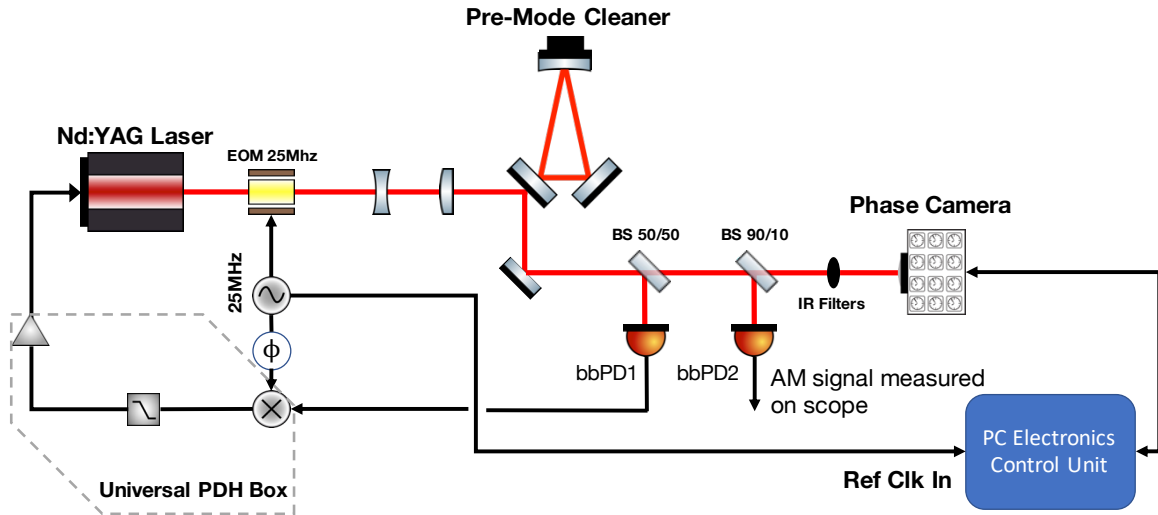 Pre-Mode Cleaner
Nd:YAG Laser
EOM 25Mhz
Phase Camera
BS 50/50
BS 90/10
25MHz
IR Filters
ϕ
bbPD1
bbPD2
AM signal measured
on scope
PC Electronics
Control Unit
Ref Clk In
Universal PDH Box